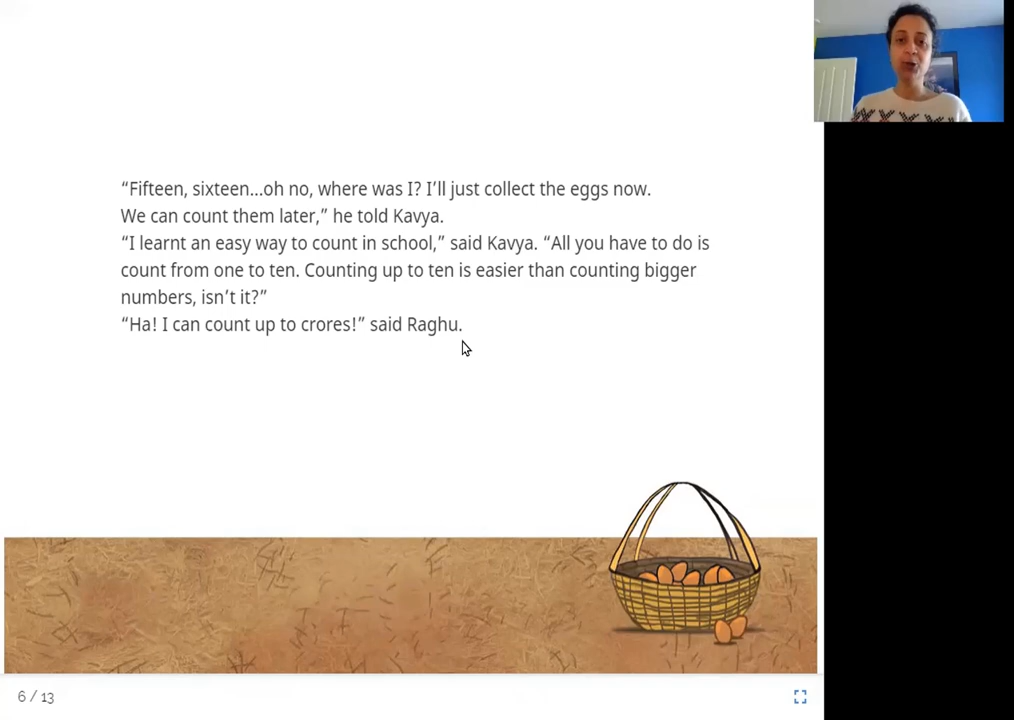 “Fifteen, sixteen...oh no, where was I? I’ll just collect the eggs now.
We can count them later,” he told Kavya.
“I learnt an easy way to count in school,” said Kavya. “All you have to do is
count from one to ten. Counting up to ten is easier than counting bigger
numbers, isn’t it?”
“Ha! I can count up to crores!” said Raghu.
6 / 13